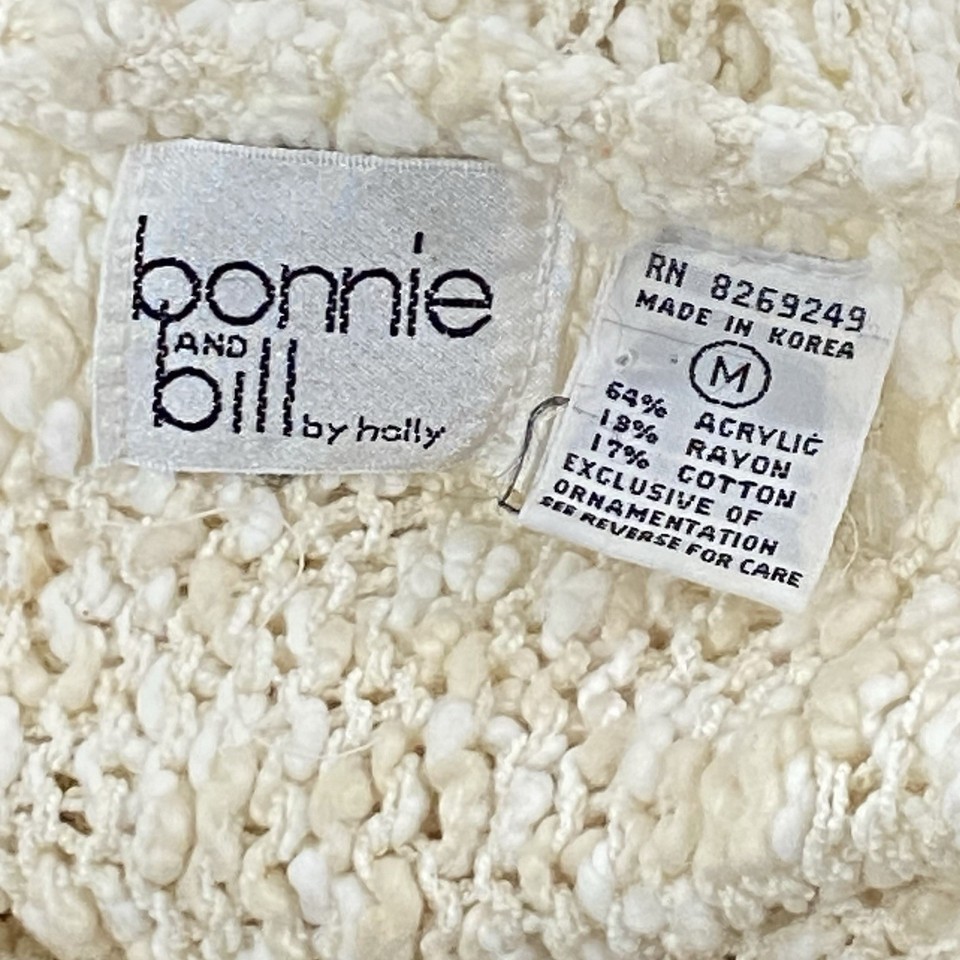 bonnie
AND
bill by holly
RN 8269249
MADE IN KOREA
M
64% ACRYLIC
18% RAYON
17% COTTON
EXCLUSIVE OF
ORNAMENTATION
SEE REVERSE FOR CARE